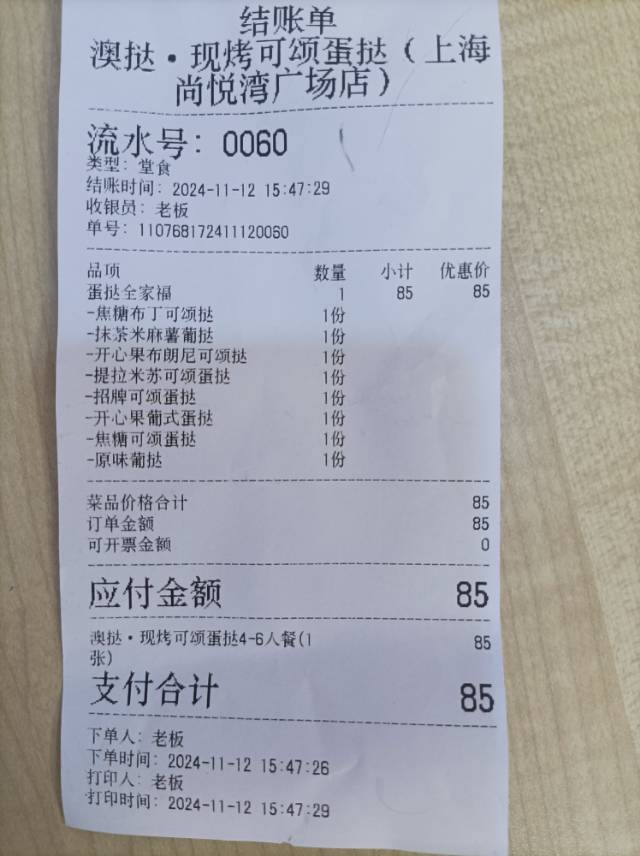 结账单
澳挞·现烤可颂蛋挞（上海
尚悦湾广场店）
流水号：0060
类型：堂食
结账时间：2024-11-12 15:47:29
收银员：老板
单号：110768172411120060
品项 数量 小计 优惠价
蛋挞全家福 1 85 85
-焦糖布丁可颂挞 1份
-抹茶米麻薯葡挞 1份
-开心果布朗尼可颂挞 1份
-提拉米苏可颂蛋挞 1份
-招牌可颂蛋挞 1份
-开心果葡式蛋挞 1份
-焦糖可颂蛋挞 1份
-原味葡挞 1份
菜品价格合计 85
订单金额 85
可开票金额 0
应付金额 85
澳挞·现烤可颂蛋挞4-6人餐(1 85
张)
支付合计 85
下单人：老板
下单时间：2024-11-12 15:47:26
打印人：老板
打印时间：2024-11-12 15:47:29